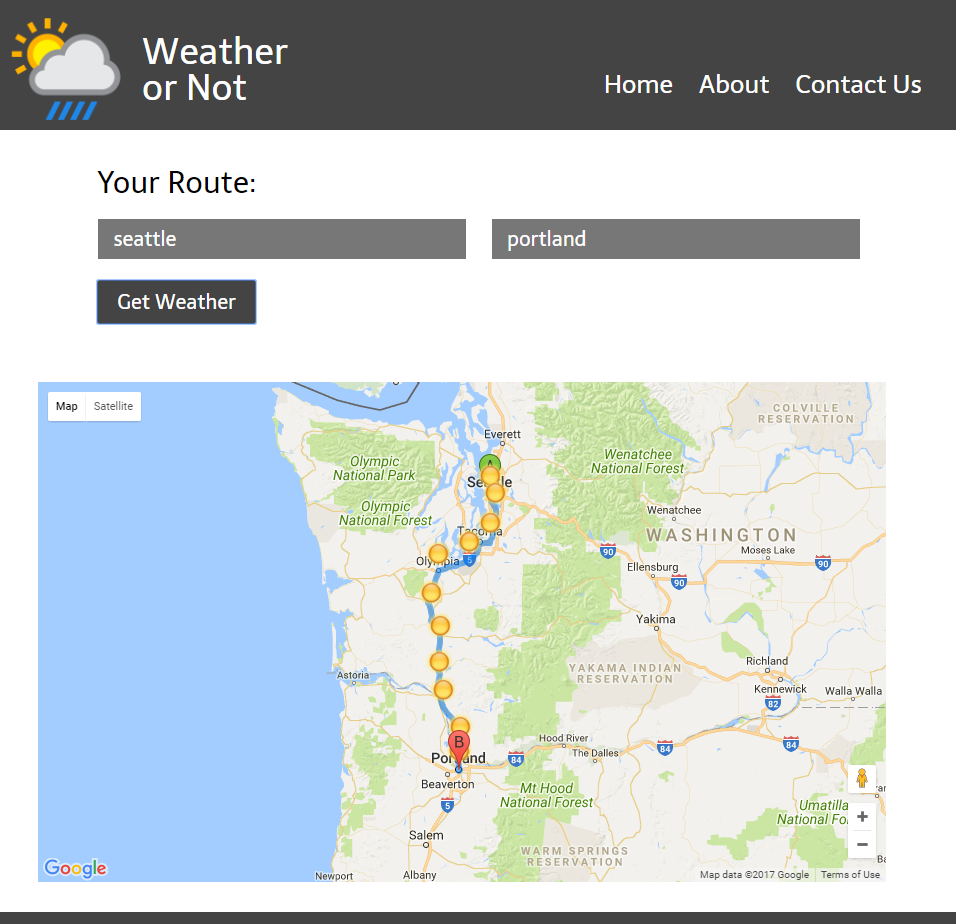 Weather
or Not
Home About Contact Us
Your Route:
seattle portland
Get Weather
Map Satellite
COLVILLE
RESERVATION
Everett
Olympic
National Park
Wenatchee
National Forest
A
Seattle
Olympic
National Forest
Wenatchee
Tacoma
WASHINGTON
90
Moses Lake
Olympia
5
Ellensburg
90
90
Yakima
YAKAMA INDIAN
RESERVATION
Richland
Astoria
Kennewick
Walla Walla
82
B
Portland
84
Hood River
The Dalles
84
84
Beaverton
5
Mt Hood
National Forest
Umatilla
National Fo
Salem
WARM SPRINGS
RESERVATION
Google
Newport
Albany
Map data ©2017 Google Terms of Use